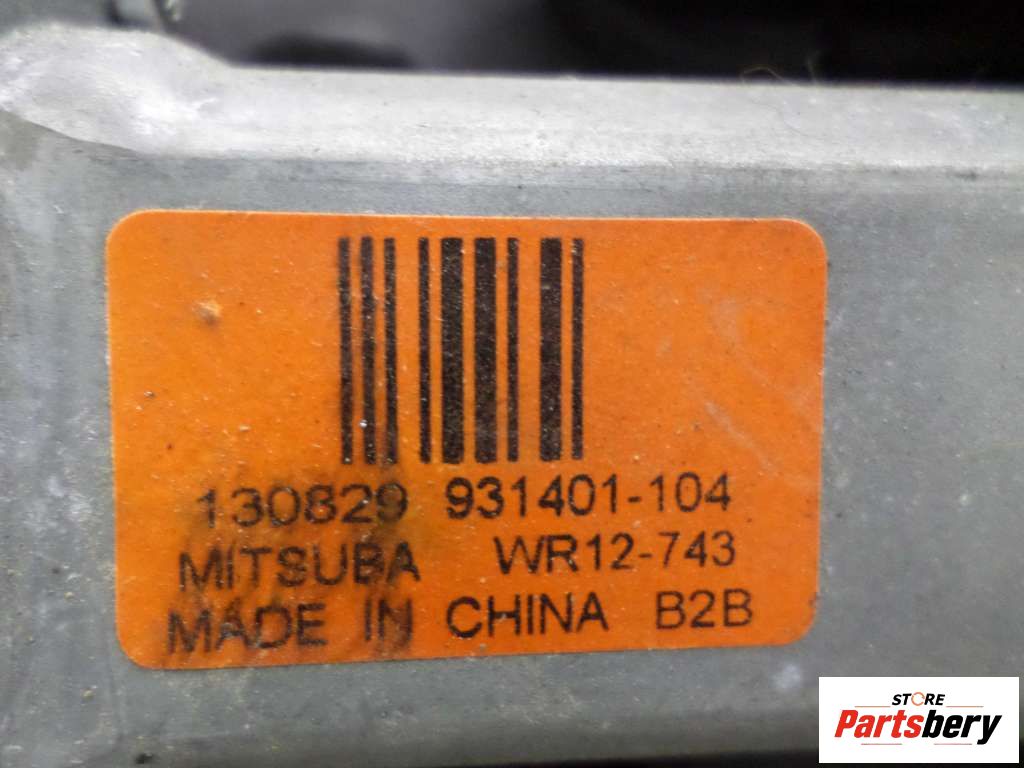 130829 931401-104
MITSUBA WR12-743
MADE IN CHINA B2B
STORE
Partsbery